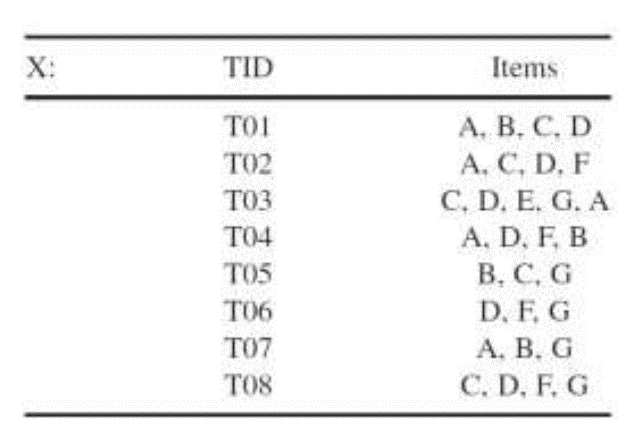 X: TID Items
T01 A, B, C, D
T02 A, C, D, F
T03 C, D, E, G, A
T04 A, D, F, B
T05 B, C, G
T06 D, F, G
T07 A, B, G
T08 C, D, F, G